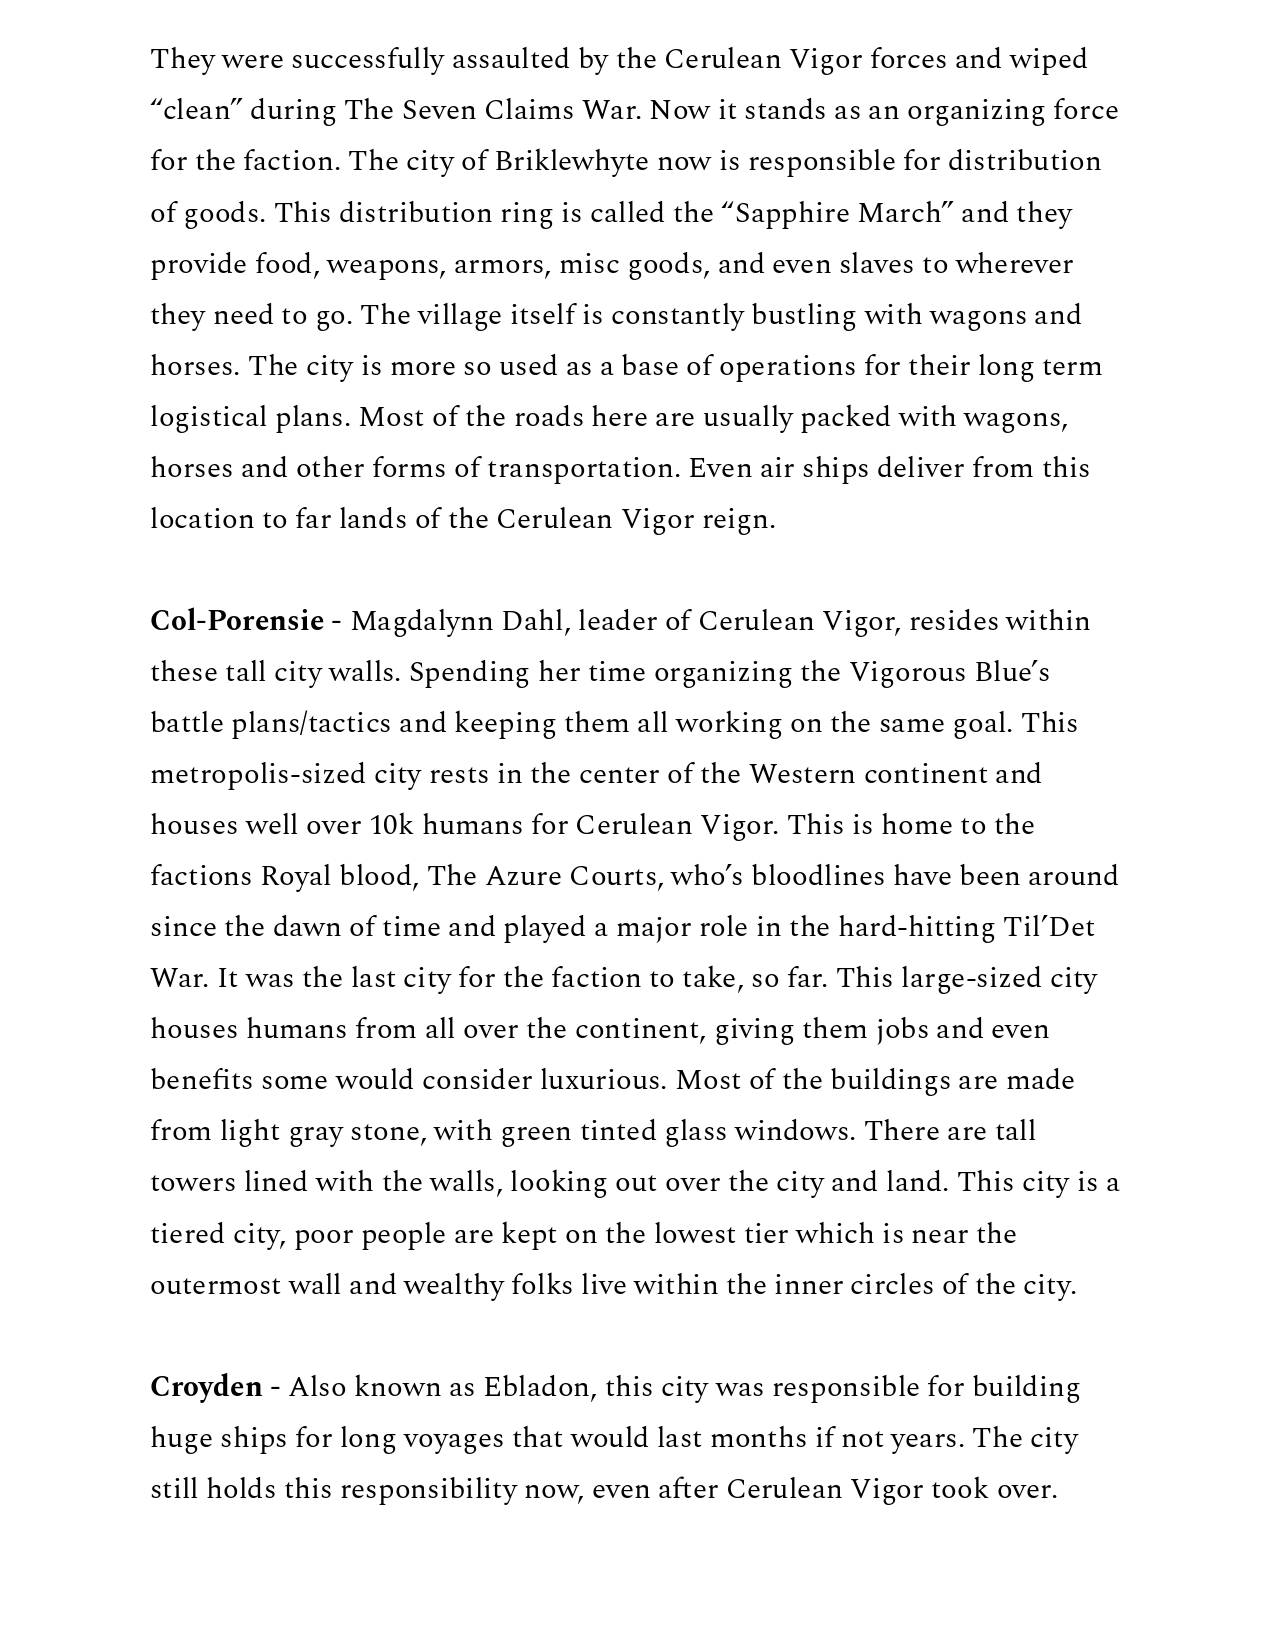 They were successfully assaulted by the Cerulean Vigor forces and wiped
“clean” during The Seven Claims War. Now it stands as an organizing force
for the faction. The city of Briklewhyte now is responsible for distribution
of goods. This distribution ring is called the “Sapphire March” and they
provide food, weapons, armors, misc goods, and even slaves to wherever
they need to go. The village itself is constantly bustling with wagons and
horses. The city is more so used as a base of operations for their long term
logistical plans. Most of the roads here are usually packed with wagons,
horses and other forms of transportation. Even air ships deliver from this
location to far lands of the Cerulean Vigor reign.
Col-Porensie - Magdalynn Dahl, leader of Cerulean Vigor, resides within
these tall city walls. Spending her time organizing the Vigorous Blue’s
battle plans/tactics and keeping them all working on the same goal. This
metropolis-sized city rests in the center of the Western continent and
houses well over 10k humans for Cerulean Vigor. This is home to the
factions Royal blood, The Azure Courts, who’s bloodlines have been around
since the dawn of time and played a major role in the hard-hitting Til’Det
War. It was the last city for the faction to take, so far. This large-sized city
houses humans from all over the continent, giving them jobs and even
benefits some would consider luxurious. Most of the buildings are made
from light gray stone, with green tinted glass windows. There are tall
towers lined with the walls, looking out over the city and land. This city is a
tiered city, poor people are kept on the lowest tier which is near the
outermost wall and wealthy folks live within the inner circles of the city.
Croyden - Also known as Ebladon, this city was responsible for building
huge ships for long voyages that would last months if not years. The city
still holds this responsibility now, even after Cerulean Vigor took over.